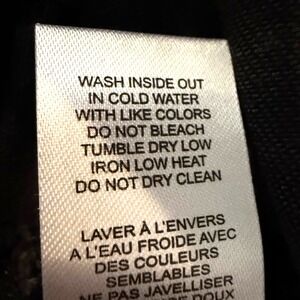 WASH INSIDE OUT
IN COLD WATER
WITH LIKE COLORS
DO NOT BLEACH
TUMBLE DRY LOW
IRON LOW HEAT
DO NOT DRY CLEAN
LAVER À L'ENVERS
A L'EAU FROIDE AVEC
DES COULEURS
SEMBLABLES
NE PAS JAVELLISER
DOUX